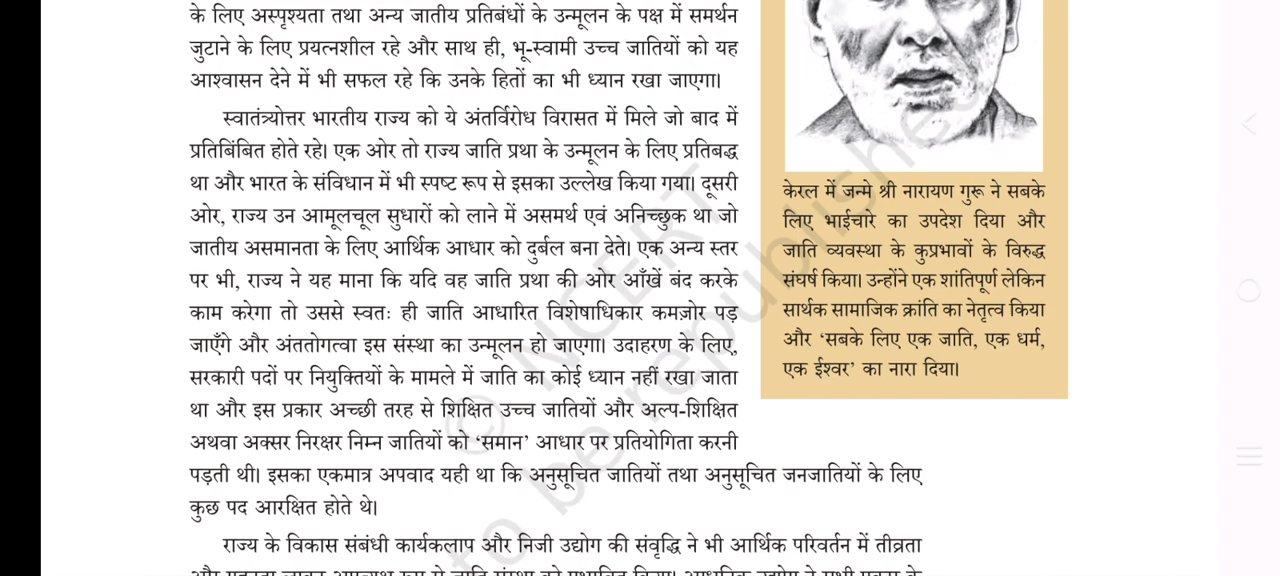 के लिए अस्पृश्यता तथा अन्य जातीय प्रतिबंधों के उन्मूलन के पक्ष में समर्थन
जुटाने के लिए प्रयत्नशील रहे और साथ ही, भू-स्वामी उच्च जातियों को यह
आश्वासन देने में भी सफल रहे कि उनके हितों का भी ध्यान रखा जाएगा।
स्वातंत्र्योत्तर भारतीय राज्य को ये अंतर्विरोध विरासत में मिले जो बाद में
प्रतिबिंबित होते रहे। एक ओर तो राज्य जाति प्रथा के उन्मूलन के लिए प्रतिबद्ध
था और भारत के संविधान में भी स्पष्ट रूप से इसका उल्लेख किया गया। दूसरी
ओर, राज्य उन आमूलचूल सुधारों को लाने में असमर्थ एवं अनिच्छुक था जो
जातीय असमानता के लिए आर्थिक आधार को दुर्बल बना देते। एक अन्य स्तर
पर भी, राज्य ने यह माना कि यदि वह जाति प्रथा की ओर आँखें बंद करके
काम करेगा तो उससे स्वतः ही जाति आधारित विशेषाधिकार कमज़ोर पड़
जाएँगे और अंततोगत्वा इस संस्था का उन्मूलन हो जाएगा। उदाहरण के लिए,
सरकारी पदों पर नियुक्तियों के मामले में जाति का कोई ध्यान नहीं रखा जाता
था और इस प्रकार अच्छी तरह से शिक्षित उच्च जातियों और अल्प-शिक्षित
अथवा अक्सर निरक्षर निम्न जातियों को ‘समान’ आधार पर प्रतियोगिता करनी
पड़ती थी। इसका एकमात्र अपवाद यही था कि अनुसूचित जातियों तथा अनुसूचित जनजातियों के लिए
कुछ पद आरक्षित होते थे।
राज्य के विकास संबंधी कार्यकलाप और निजी उद्योग की संवृद्धि ने भी आर्थिक परिवर्तन में तीव्रता
केरल में जन्मे श्री नारायण गुरू ने सबके
लिए भाईचारे का उपदेश दिया और
जाति व्यवस्था के कुप्रभावों के विरुद्ध
संघर्ष किया। उन्होंने एक शांतिपूर्ण लेकिन
सार्थक सामाजिक क्रांति का नेतृत्व किया
और ‘सबके लिए एक जाति, एक धर्म,
एक ईश्वर’ का नारा दिया।
© NCERT
to be republished